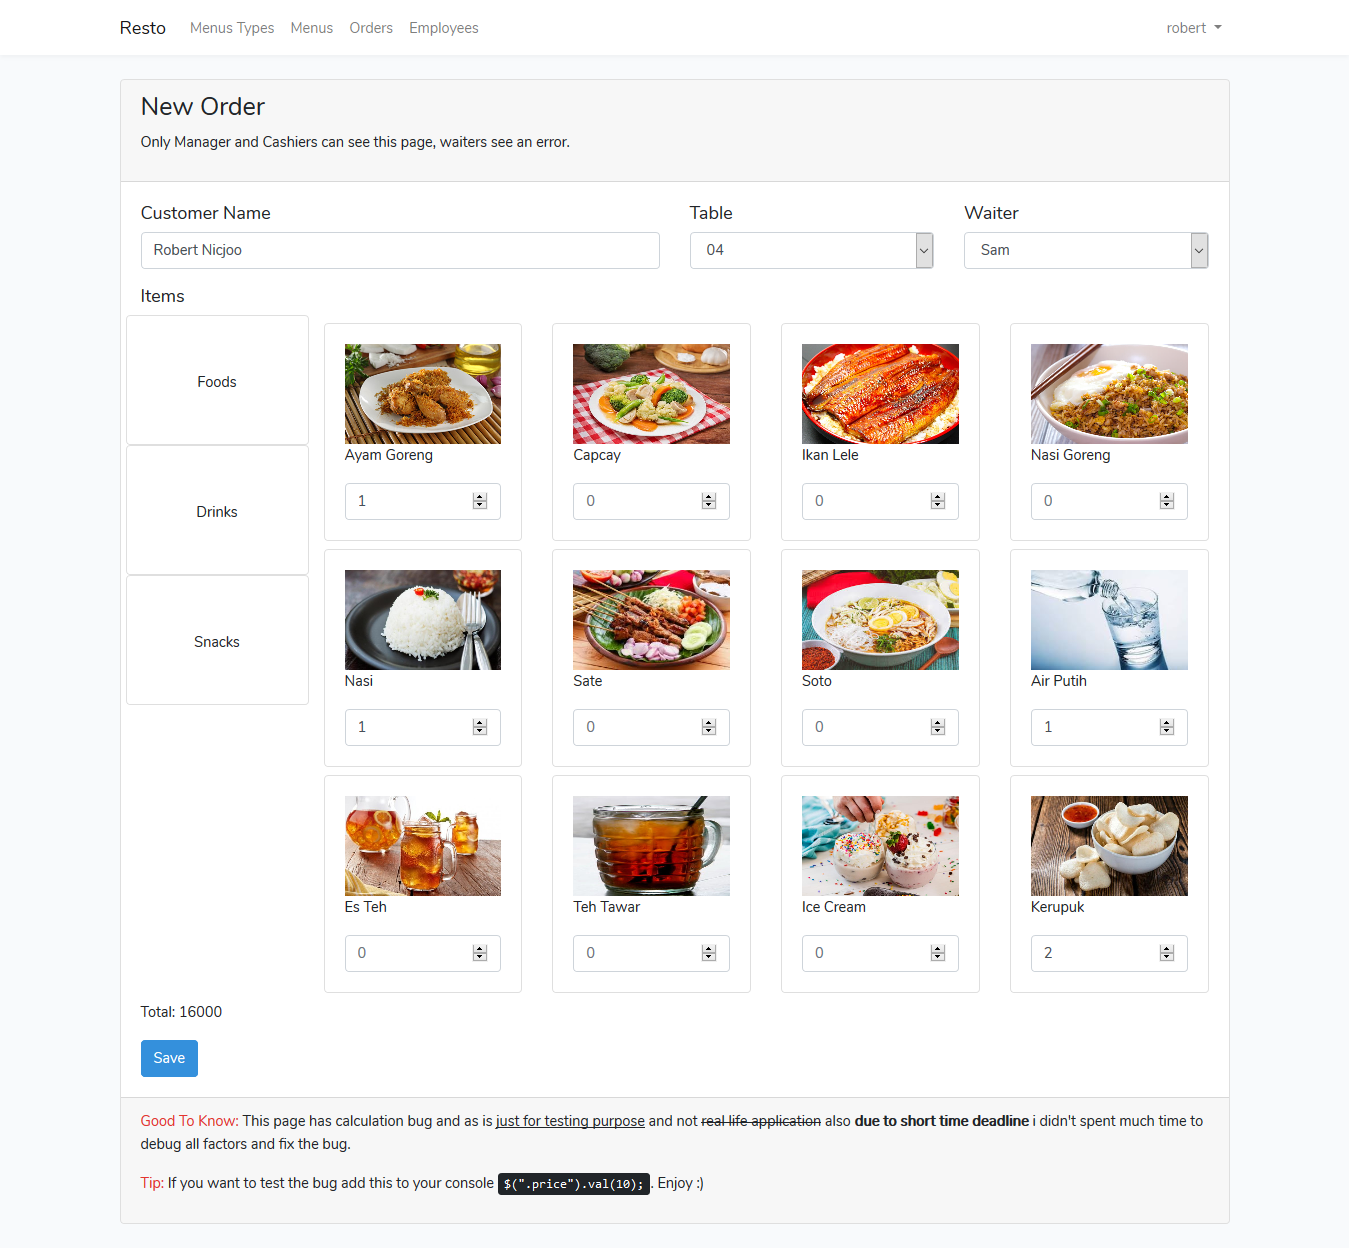 Resto Menus Types Menus Orders Employees robert
New Order
Only Manager and Cashiers can see this page, waiters see an error.
Customer Name Table Waiter
Robert Nicjoo 04 Sam
Items
Foods
Drinks
Snacks
Ayam Goreng Capcay Ikan Lele Nasi Goreng
1 0 0 0
Nasi Sate Soto Air Putih
1 0 0 1
Es Teh Teh Tawar Ice Cream Kerupuk
0 0 0 2
Total: 16000
Save
Good To Know: This page has calculation bug and as is just for testing purpose and not real life application also due to short time deadline i didn't spent much time to
debug all factors and fix the bug.
Tip: If you want to test the bug add this to your console $(".price").val(10); . Enjoy :)